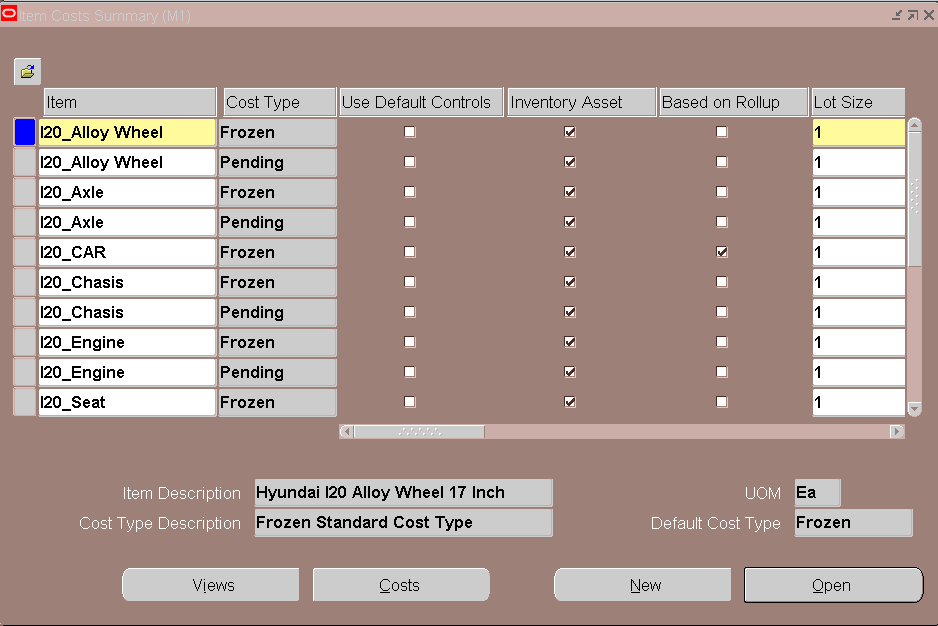 Item Costs Summary (M1)
Item Cost Type Use Default Controls Inventory Asset Based on Rollup Lot Size
I20_Alloy Wheel Frozen 1
I20_Alloy Wheel Pending 1
I20_Axle Frozen 1
I20_Axle Pending 1
I20_CAR Frozen 1
I20_Chasis Frozen 1
I20_Chasis Pending 1
I20_Engine Frozen 1
I20_Engine Pending 1
I20_Seat Frozen 1
Item Description Hyundai I20 Alloy Wheel 17 Inch UOM Ea
Cost Type Description Frozen Standard Cost Type Default Cost Type Frozen
Views Costs New Open